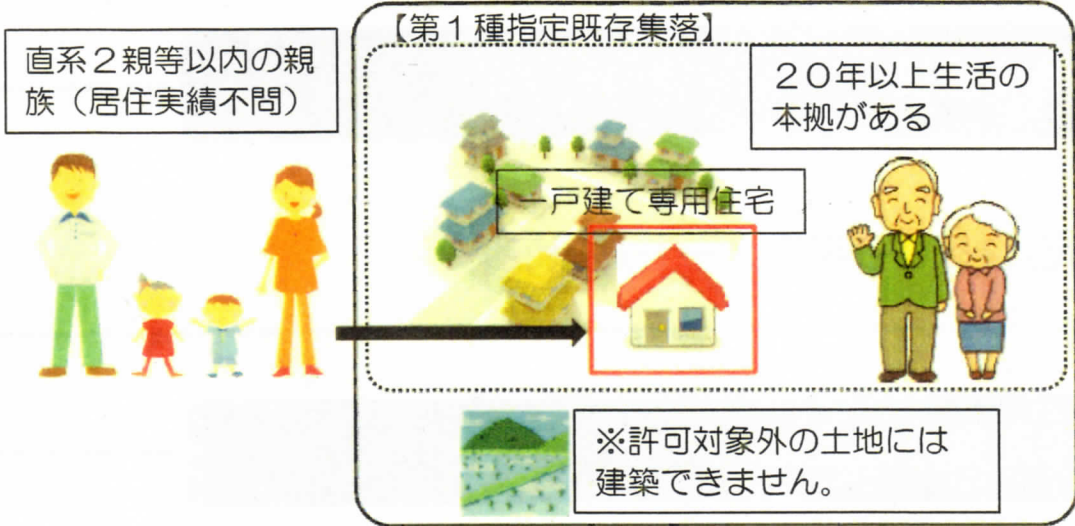 【第１種指定既存集落】
直系２親等以内の親
族（居住実績不問）
２０年以上生活の
本拠がある
一戸建て専用住宅
※許可対象外の土地には
建築できません。